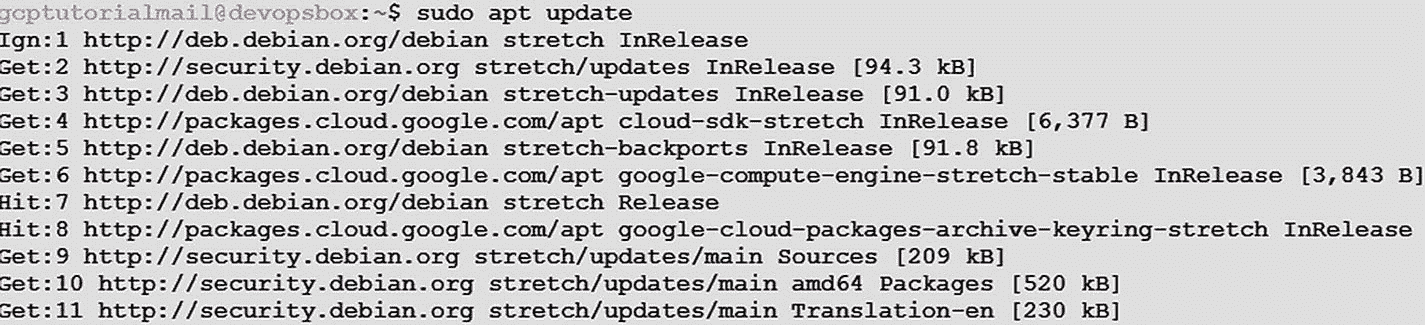 gcptutorialmail@devopsbox:~$ sudo apt update
Ign:1 http://deb.debian.org/debian stretch InRelease
Get:2 http://security.debian.org stretch/updates InRelease [94.3 kB]
Get:3 http://deb.debian.org/debian stretch-updates InRelease [91.0 kB]
Get:4 http://packages.cloud.google.com/apt cloud-sdk-stretch InRelease [6,377 B]
Get:5 http://deb.debian.org/debian stretch-backports InRelease [91.8 kB]
Get:6 http://packages.cloud.google.com/apt google-compute-engine-stretch-stable InRelease [3,843 B]
Hit:7 http://deb.debian.org/debian stretch Release
Hit:8 http://packages.cloud.google.com/apt google-cloud-packages-archive-keyring-stretch InRelease
Get:9 http://security.debian.org stretch/updates/main Sources [209 kB]
Get:10 http://security.debian.org stretch/updates/main amd64 Packages [520 kB]
Get:11 http://security.debian.org stretch/updates/main Translation-en [230 kB]